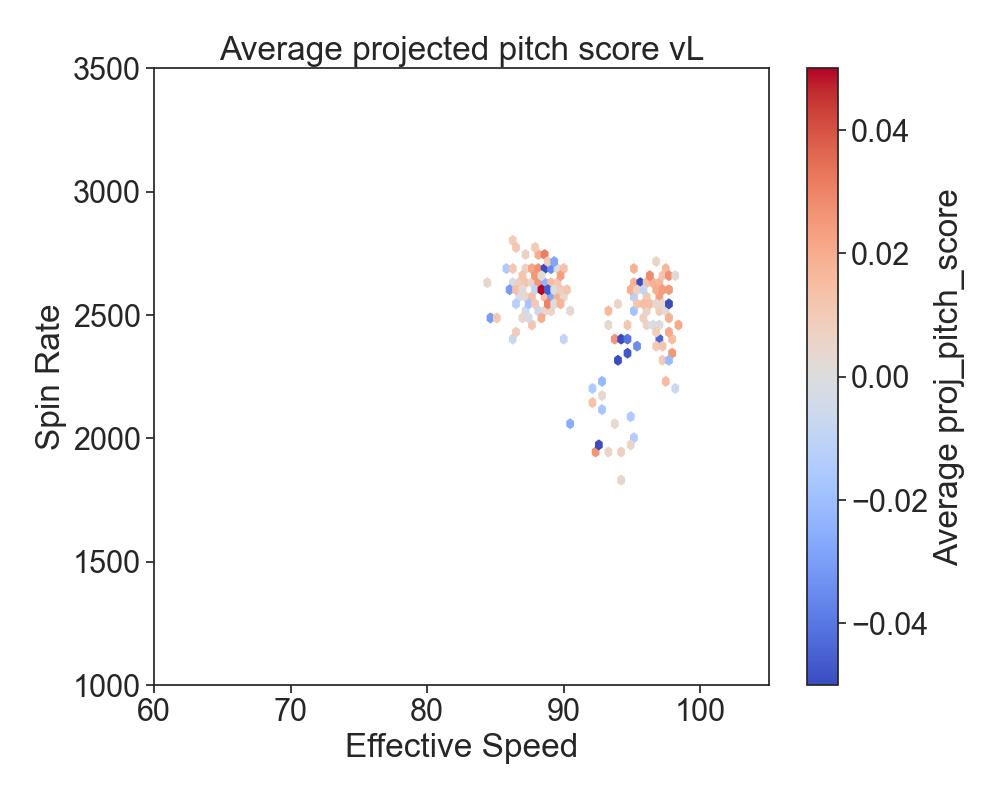 Average projected pitch score vL
3500
3000
2500
2000
1500
1000
Spin Rate
60 70 80 90 100
Effective Speed
0.04
0.02
0.00
−0.02
−0.04
Average proj_pitch_score